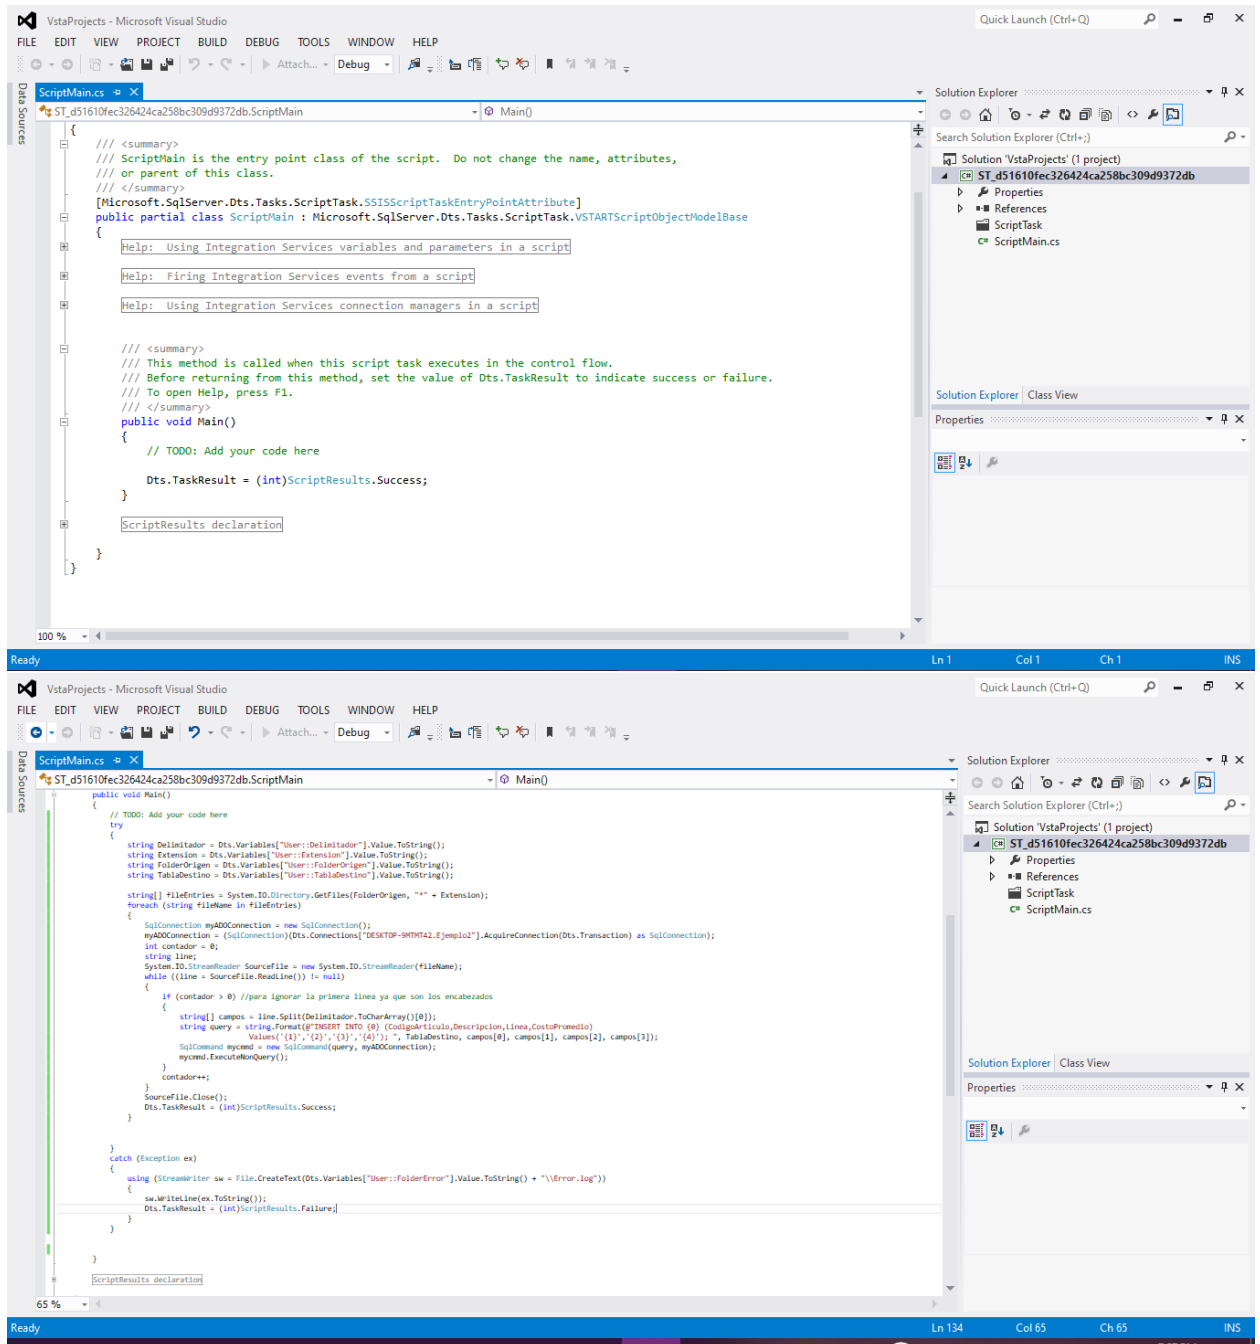 VstaProjects - Microsoft Visual Studio
Quick Launch (Ctrl+Q)
FILE EDIT VIEW PROJECT BUILD DEBUG TOOLS WINDOW HELP
Attach... Debug
Data Sources
ScriptMain.cs
ST_d51610fec326424ca258bc309d9372db.ScriptMain
Main()
{
/// <summary>
/// ScriptMain is the entry point class of the script.  Do not change the name, attributes,
/// or parent of this class.
/// </summary>
[Microsoft.SqlServer.Dts.Tasks.ScriptTask.SSISScriptTaskEntryPointAttribute]
public partial class ScriptMain : Microsoft.SqlServer.Dts.Tasks.ScriptTask.VSTARTScriptObjectModelBase
{
Help:  Using Integration Services variables and parameters in a script
Help:  Firing Integration Services events from a script
Help:  Using Integration Services connection managers in a script
/// <summary>
/// This method is called when this script task executes in the control flow.
/// Before returning from this method, set the value of Dts.TaskResult to indicate success or failure.
/// To open Help, press F1.
/// </summary>
public void Main()
{
// TODO: Add your code here
Dts.TaskResult = (int)ScriptResults.Success;
}
ScriptResults declaration
}
}
100 %
Solution Explorer
Search Solution Explorer (Ctrl+;)
Solution 'VstaProjects' (1 project)
ST_d51610fec326424ca258bc309d9372db
Properties
References
ScriptTask
ScriptMain.cs
Solution Explorer Class View
Properties
Ready Ln 1 Col 1 Ch 1 INS
VstaProjects - Microsoft Visual Studio
Quick Launch (Ctrl+Q)
FILE EDIT VIEW PROJECT BUILD DEBUG TOOLS WINDOW HELP
Attach... Debug
Data Sources
ScriptMain.cs
ST_d51610fec326424ca258bc309d9372db.ScriptMain
Main()
public void Main()
{
// TODO: Add your code here
try
{
string Delimitador = Dts.Variables["User::Delimitador"].Value.ToString();
string Extension = Dts.Variables["User::Extension"].Value.ToString();
string FolderOrigen = Dts.Variables["User::FolderOrigen"].Value.ToString();
string TablaDestino = Dts.Variables["User::TablaDestino"].Value.ToString();
string[] fileEntries = System.IO.Directory.GetFiles(FolderOrigen, "*" + Extension);
foreach (string fileName in fileEntries)
{
SqlConnection myADOConnection = new SqlConnection();
myADOConnection = (SqlConnection)(Dts.Connections["DESKTOP-9MTMT42.Ejemplo2"].AcquireConnection(Dts.Transaction) as SqlConnection);
int contador = 0;
string line;
System.IO.StreamReader SourceFile = new System.IO.StreamReader(fileName);
while ((line = SourceFile.ReadLine()) != null)
{
if (contador > 0) //para ignorar la primera linea ya que son los encabezados
{
string[] campos = line.Split(Delimitador.ToCharArray()[0]);
string query = string.Format(@"INSERT INTO {0} (CodigoArticulo,Descripcion,Linea,CostoPromedio)
Values('{1}','{2}','{3}','{4}'); ", TablaDestino, campos[0], campos[1], campos[2], campos[3]);
SqlCommand mycmmd = new SqlCommand(query, myADOConnection);
mycmmd.ExecuteNonQuery();
}
contador++;
}
SourceFile.Close();
Dts.TaskResult = (int)ScriptResults.Success;
}
}
catch (Exception ex)
{
using (StreamWriter sw = File.CreateText(Dts.Variables["User::FolderError"].Value.ToString() + "\\Error.log"))
{
sw.WriteLine(ex.ToString());
Dts.TaskResult = (int)ScriptResults.Failure;
}
}
}
ScriptResults declaration
65 %
Solution Explorer
Search Solution Explorer (Ctrl+;)
Solution 'VstaProjects' (1 project)
ST_d51610fec326424ca258bc309d9372db
Properties
References
ScriptTask
ScriptMain.cs
Solution Explorer Class View
Properties
Ready Ln 134 Col 65 Ch 65 INS